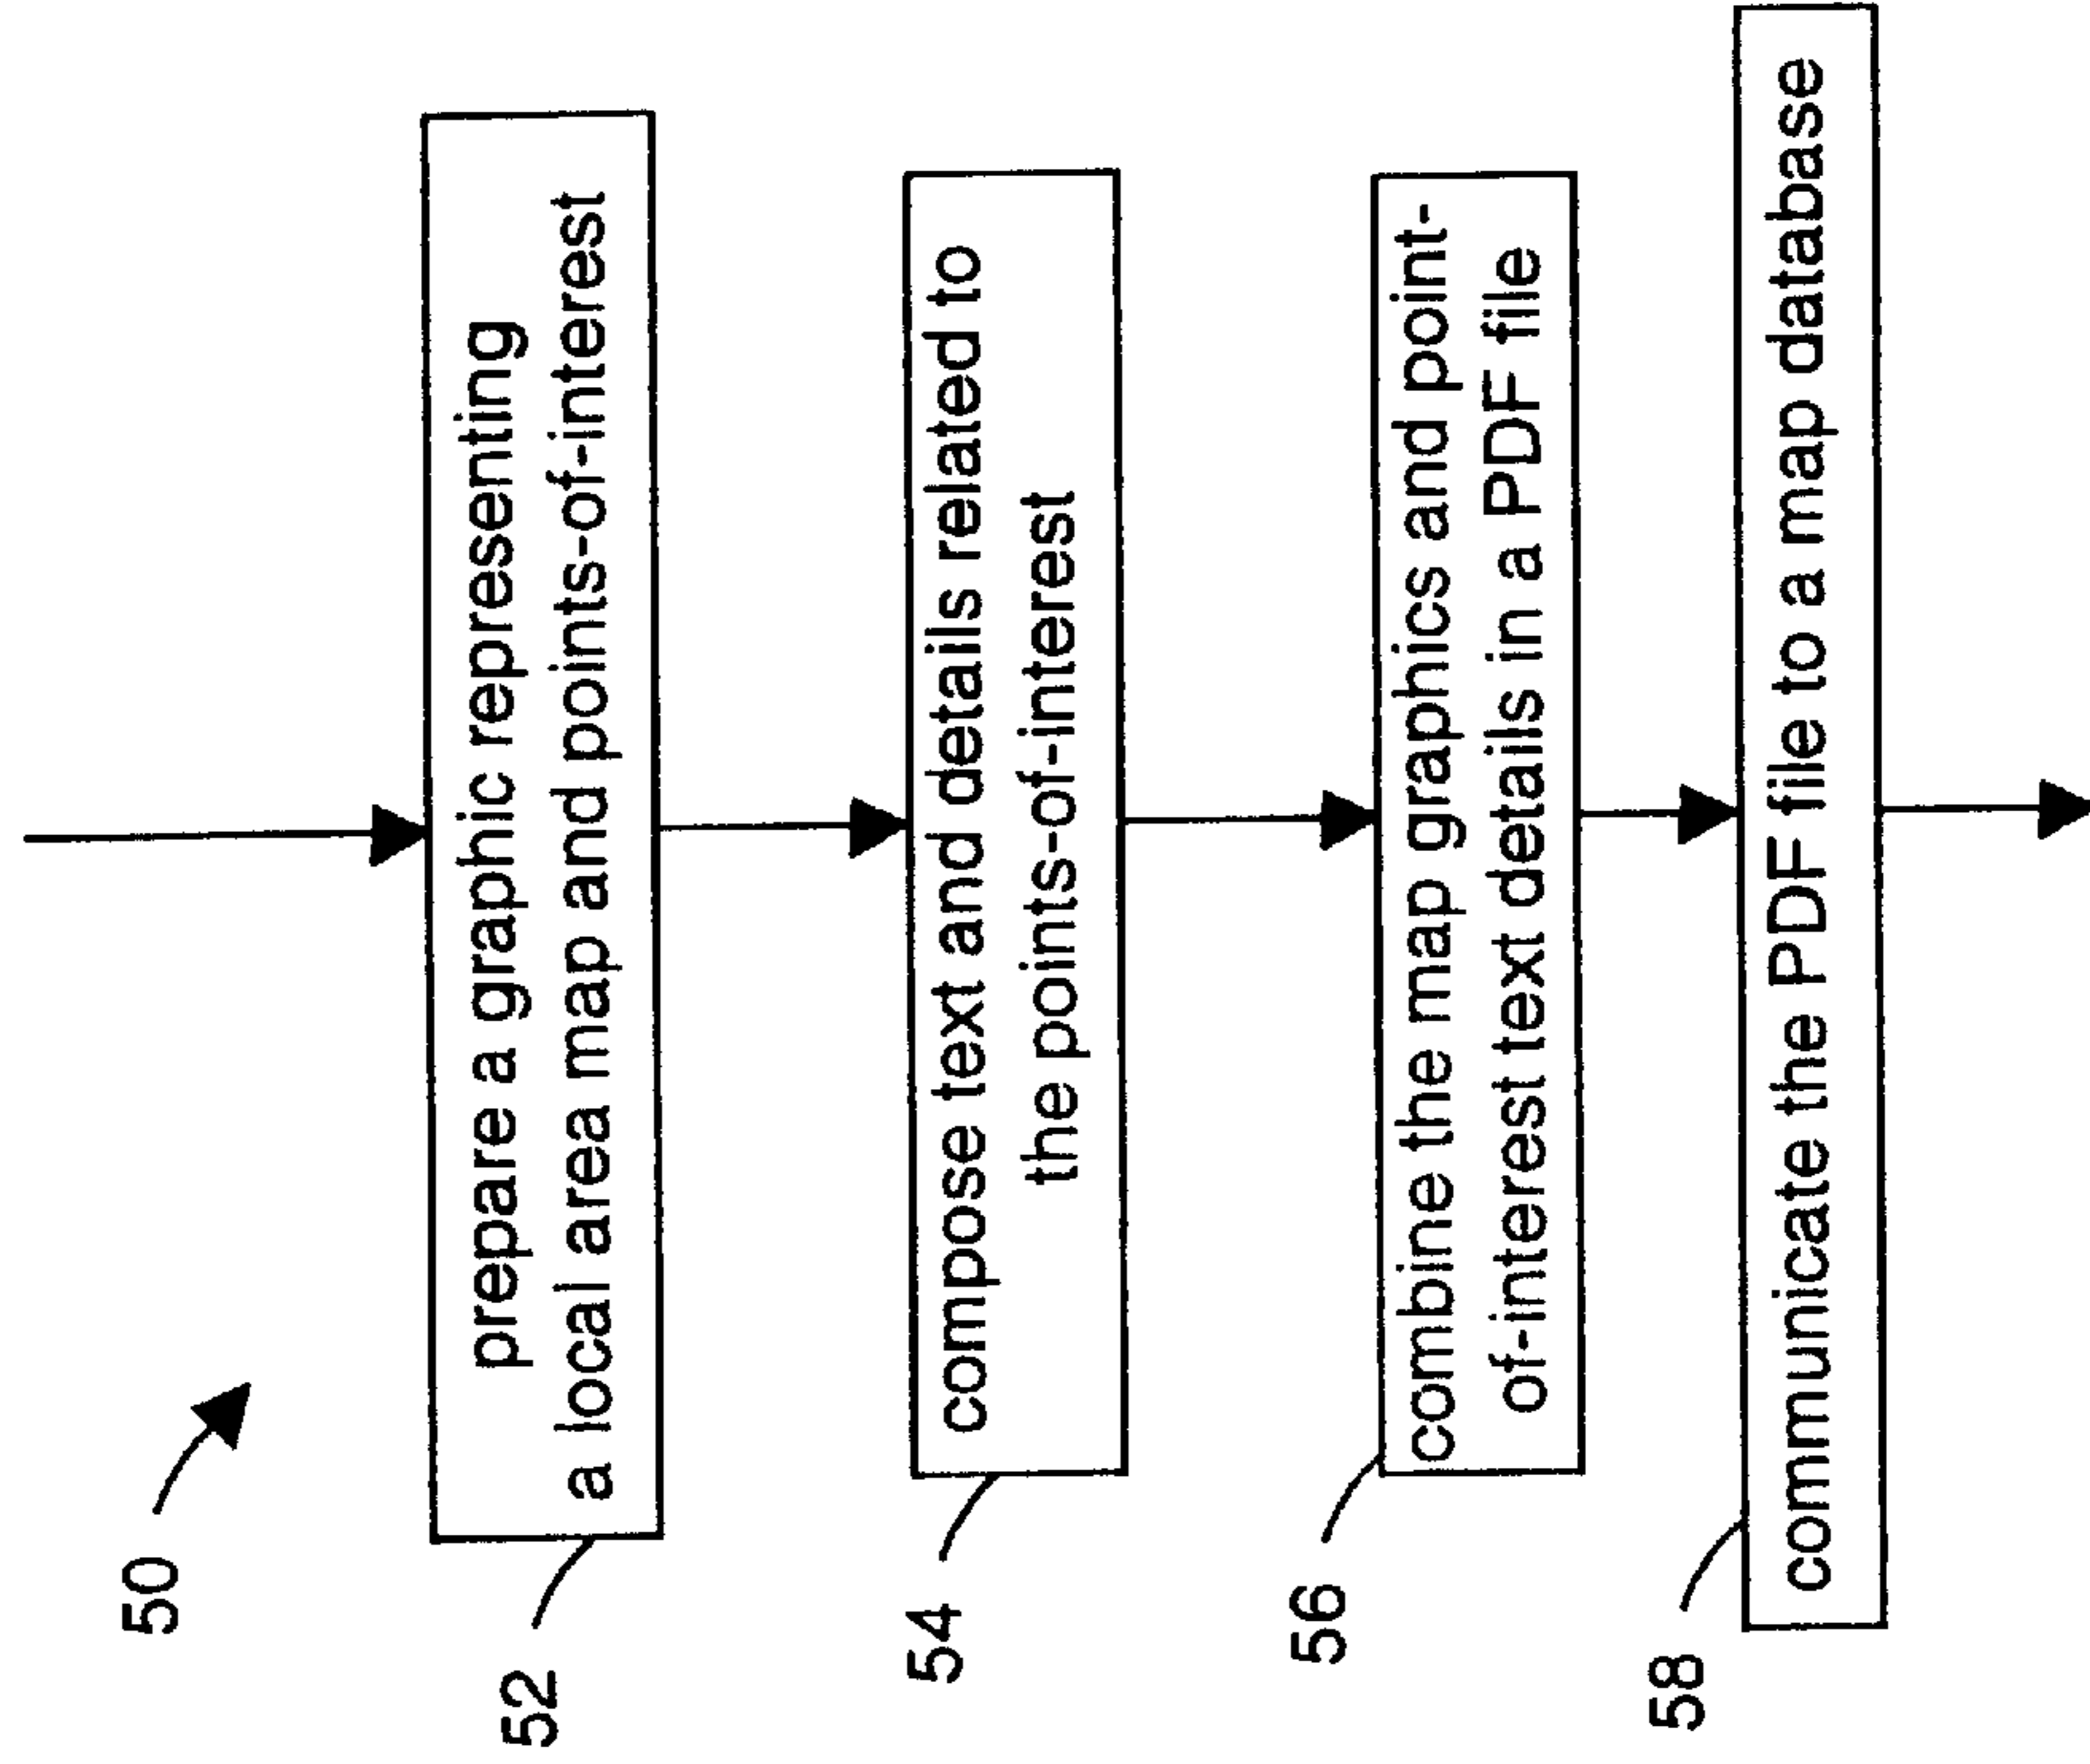 50
52
prepare a graphic representing
a local area map and points-of-interest
54
compose text and details related to
the points-of-interest
56
combine the map graphics and point-
of-interest text details in a PDF file
58
communicate the PDF file to a map database